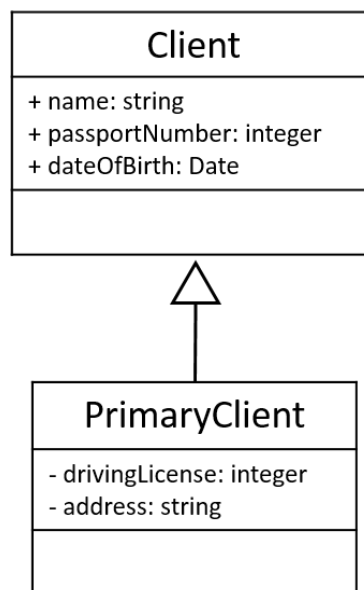 Client
+ name: string
+ passportNumber: integer
+ dateOfBirth: Date
PrimaryClient
- drivingLicense: integer
- address: string